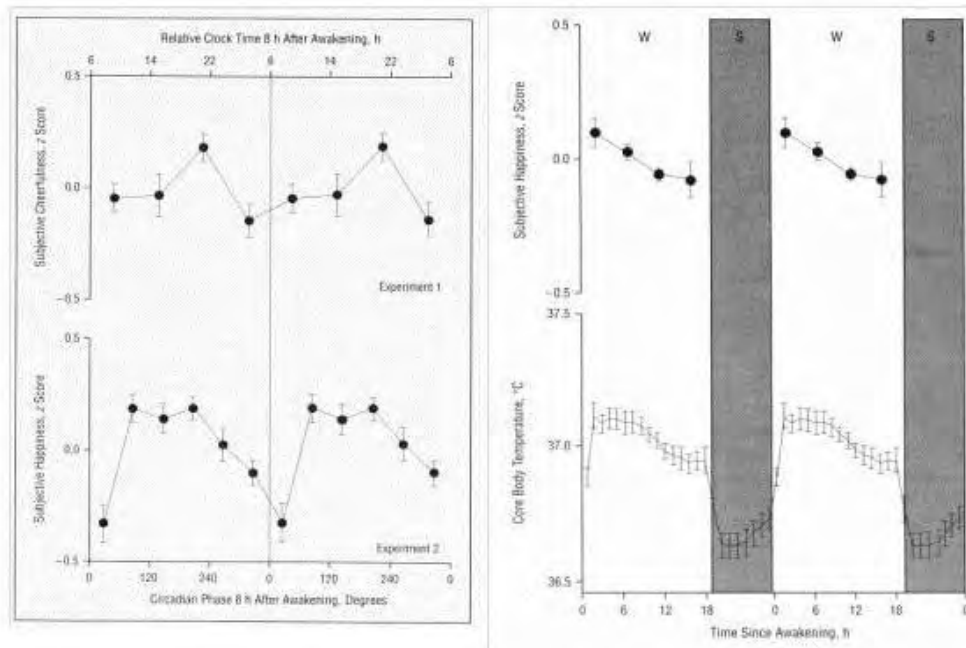 Relative Clock Time 8 h After Awakening, h
6 14 22 6 14 22 6
0.5
0.0
−0.5
Subjective Cheerfulness, z Score
Experiment 1
0.5
0.0
−0.5
Subjective Happiness, z Score
Experiment 2
0 120 240 0 120 240 0
Circadian Phase 8 h After Awakening, Degrees
W S W S
0.5
0.0
−0.5
Subjective Happiness, z Score
37.5
37.0
36.5
Core Body Temperature, °C
0 6 12 18 0 6 12 18
Time Since Awakening, h